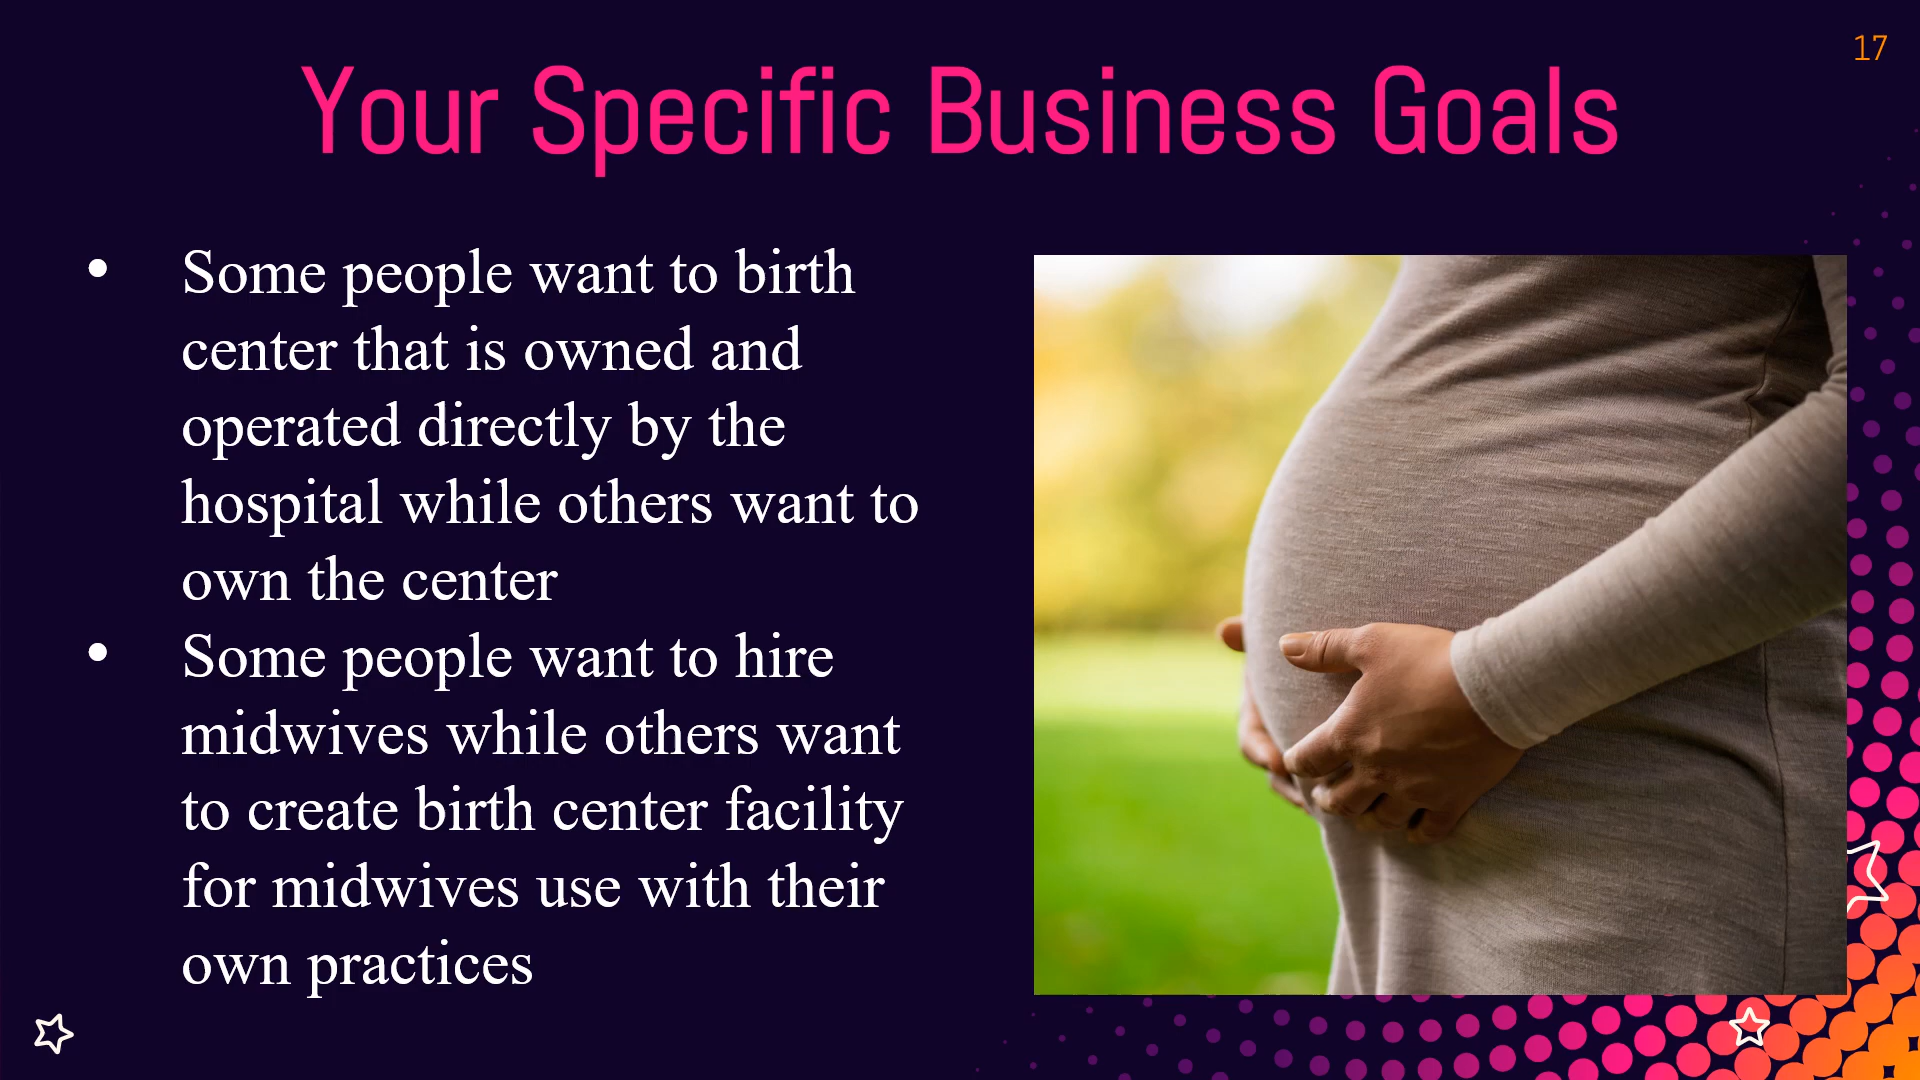 17
Your Specific Business Goals
• Some people want to birth
center that is owned and
operated directly by the
hospital while others want to
own the center
• Some people want to hire
midwives while others want
to create birth center facility
for midwives use with their
own practices